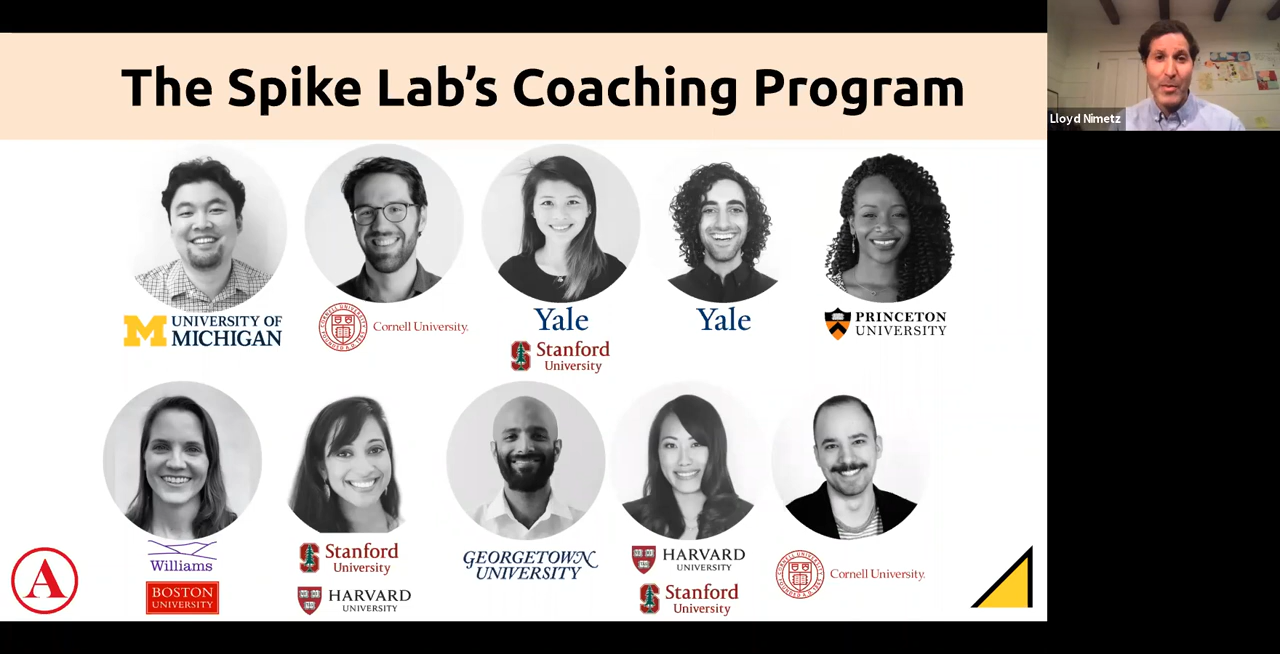 The Spike Lab's Coaching Program
Lloyd Nimetz
M UNIVERSITY OF
MICHIGAN
Cornell University.
Yale
Stanford
University
Yale
PRINCETON
UNIVERSITY
Williams
BOSTON
UNIVERSITY
Stanford
University
HARVARD
UNIVERSITY
GEORGETOWN
UNIVERSITY
HARVARD
UNIVERSITY
Stanford
University
Cornell University.
A